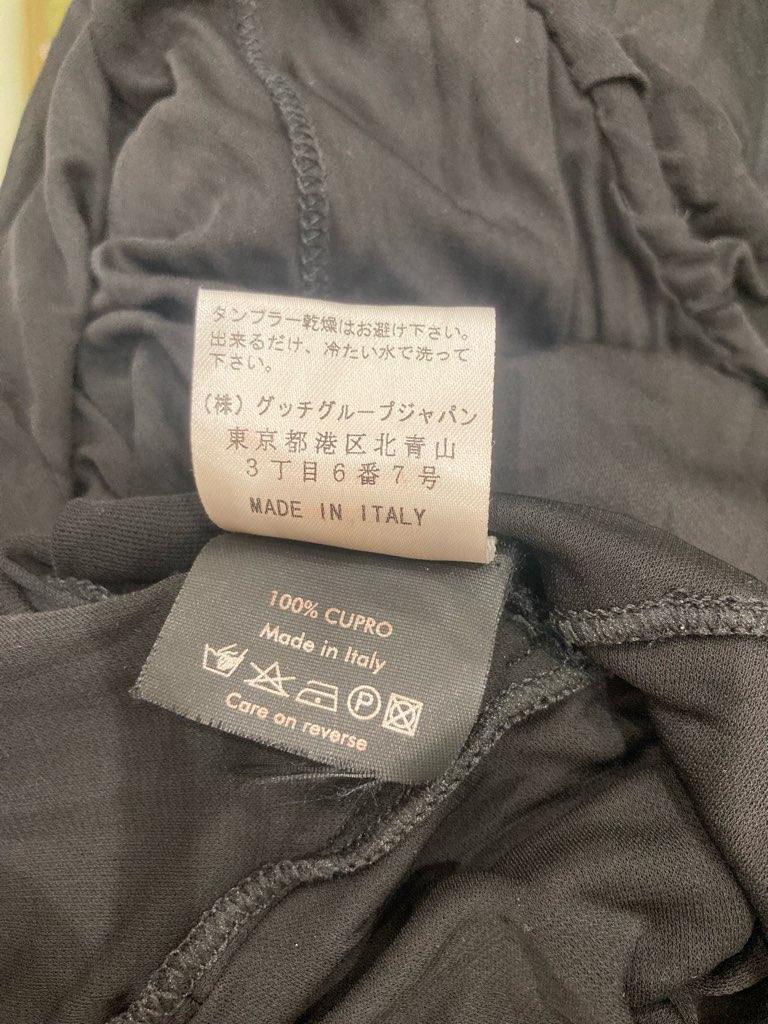 タンブラー乾燥はお避け下さい。
出来るだけ、冷たい水で洗って
下さい。
(株) グッチグループジャパン
東京都港区北青山
3丁目6番7号
MADE IN ITALY
100% CUPRO
Made in Italy
P
Care on reverse